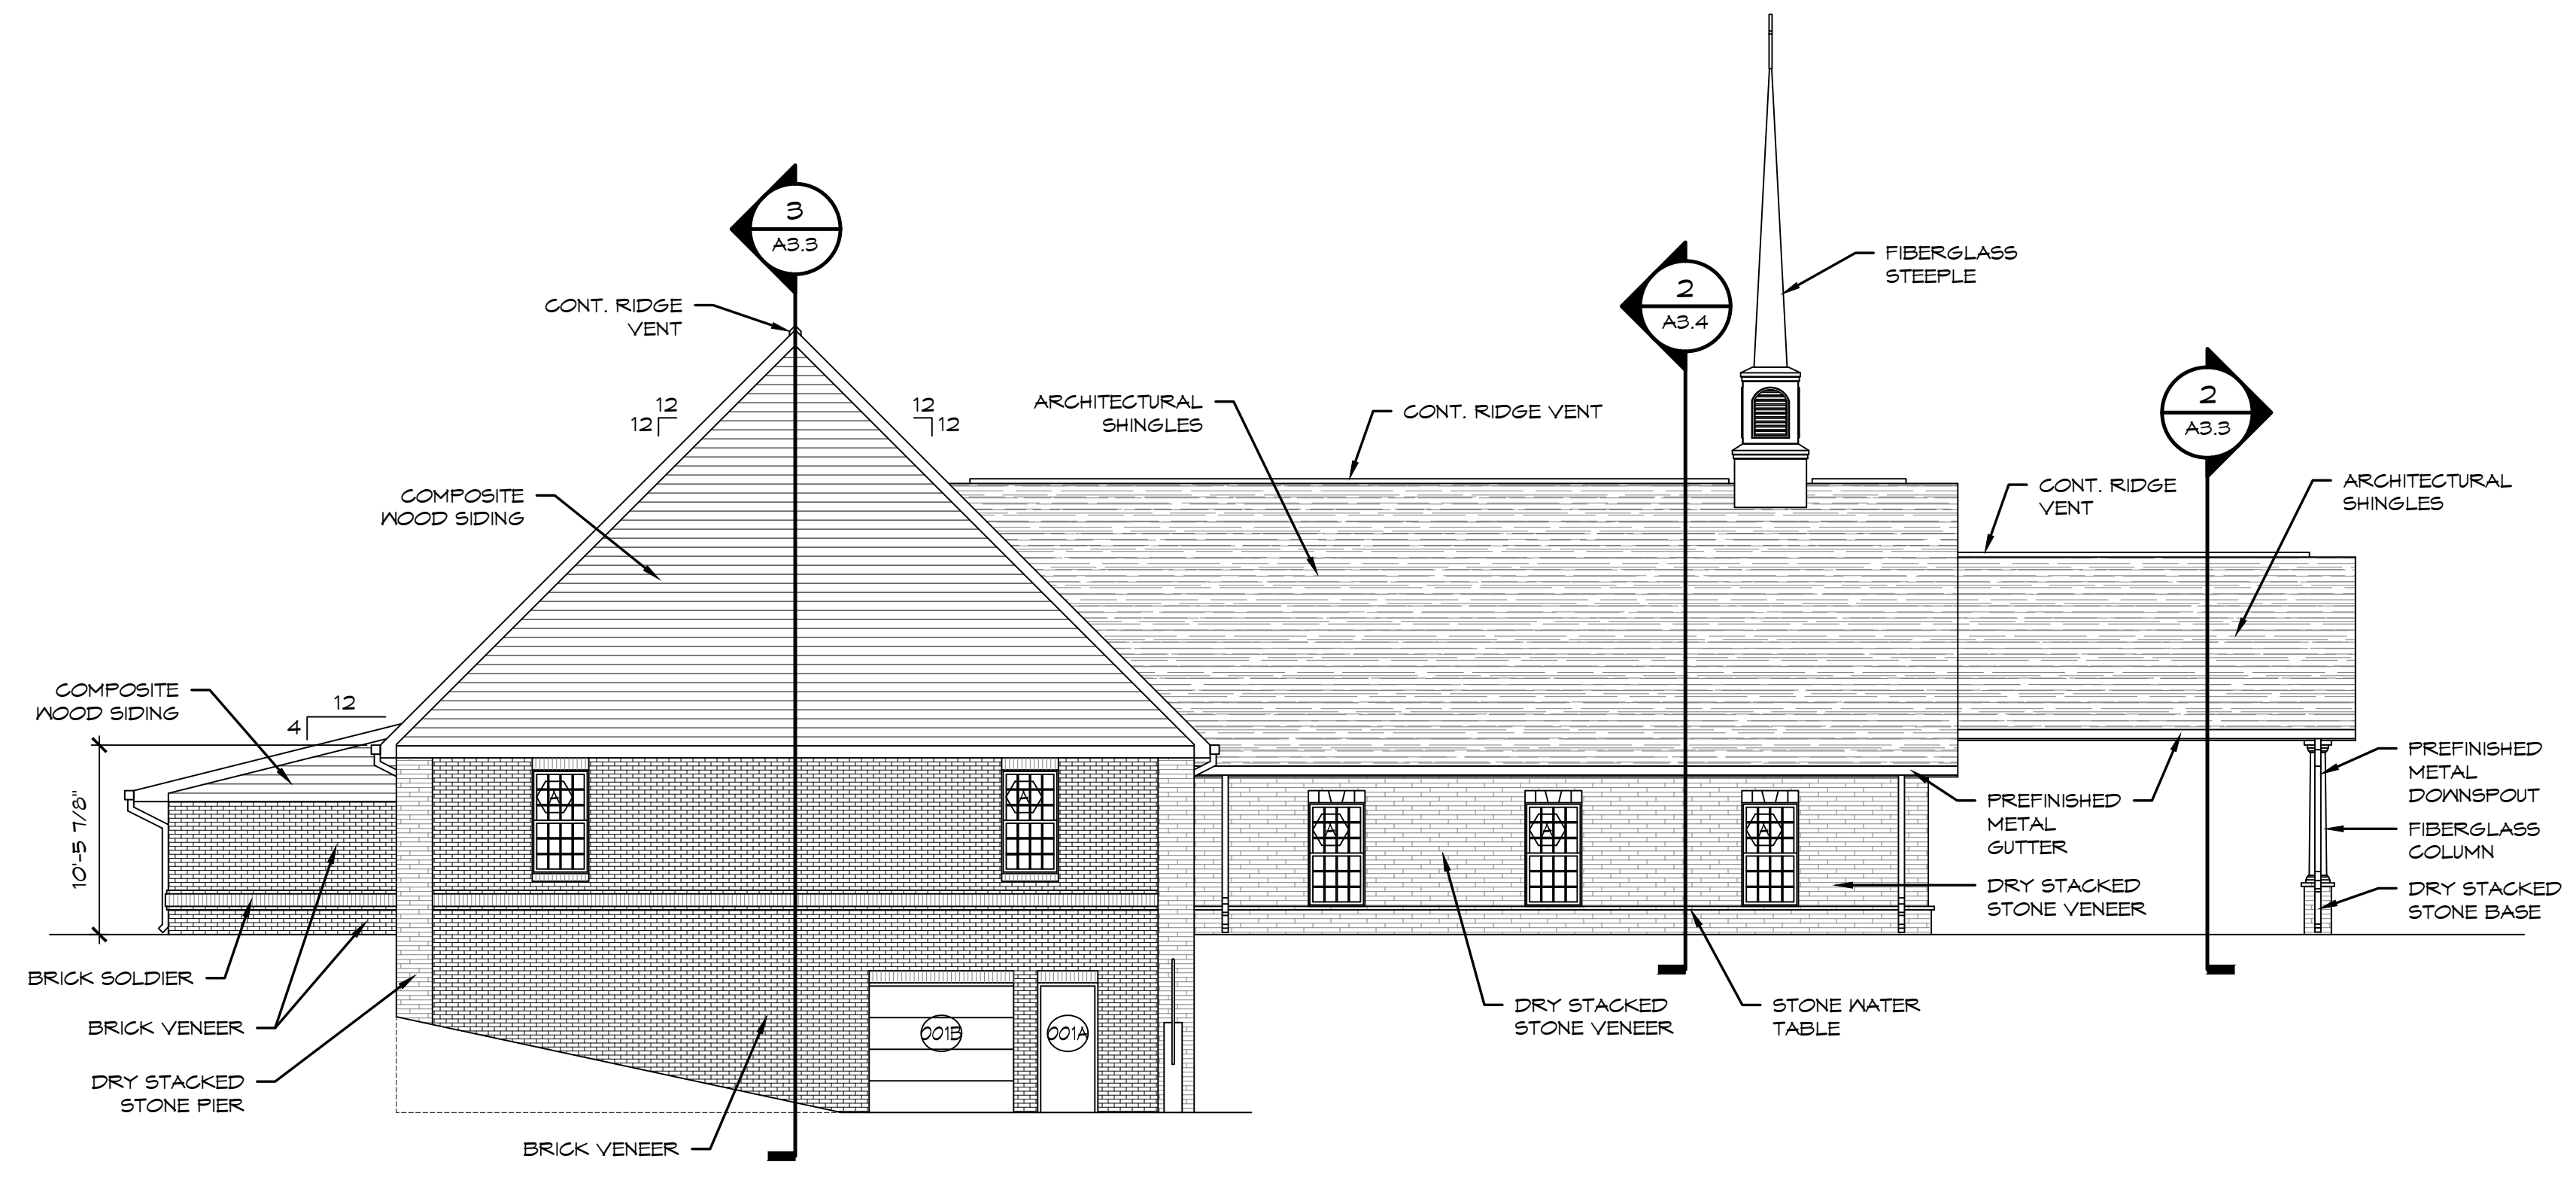 3
A3.3
CONT. RIDGE
VENT
FIBERGLASS
STEEPLE
2
A3.4
2
A3.3
12
12
12
12
ARCHITECTURAL
SHINGLES
CONT. RIDGE VENT
COMPOSITE
WOOD SIDING
CONT. RIDGE
VENT
ARCHITECTURAL
SHINGLES
COMPOSITE
WOOD SIDING
12
4
10'-5 7/8"
A
A
A
A
A
PREFINISHED
METAL
GUTTER
PREFINISHED
METAL
DOWNSPOUT
FIBERGLASS
COLUMN
DRY STACKED
STONE VENEER
DRY STACKED
STONE BASE
BRICK SOLDIER
BRICK VENEER
DRY STACKED
STONE PIER
BRICK VENEER
001B
001A
DRY STACKED
STONE VENEER
STONE WATER
TABLE